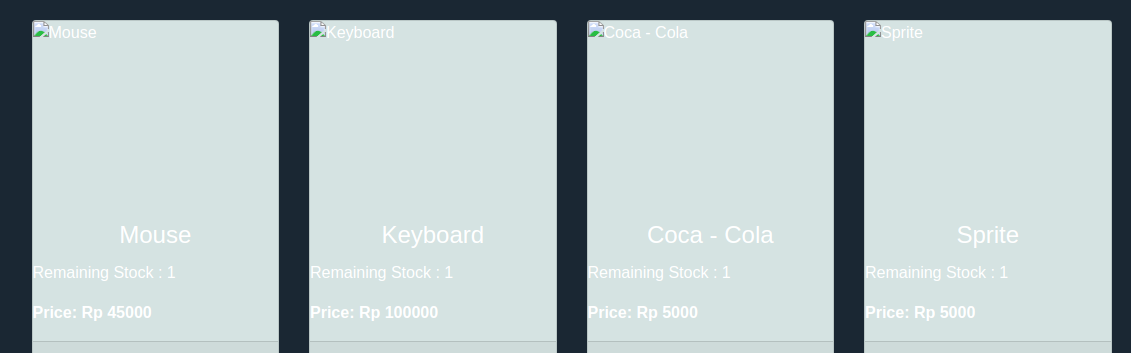 Mouse
Keyboard
Coca - Cola
Sprite
Mouse
Keyboard
Coca - Cola
Sprite
Remaining Stock : 1
Remaining Stock : 1
Remaining Stock : 1
Remaining Stock : 1
Price: Rp 45000
Price: Rp 100000
Price: Rp 5000
Price: Rp 5000